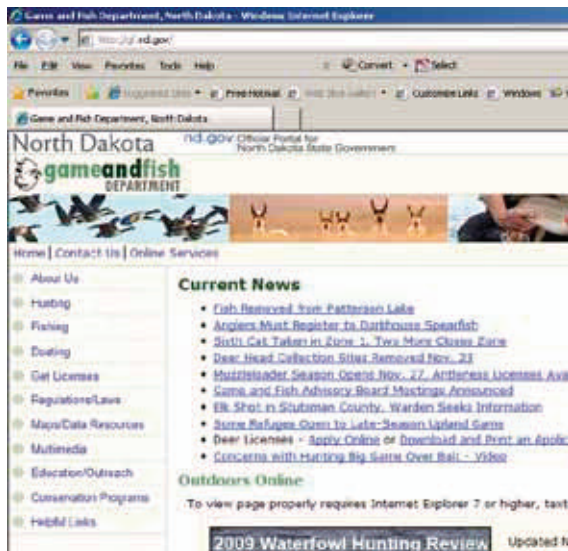 Game and Fish Department, North Dakota - Windows Internet Explorer
nd.gov/
File Edit View Favorites Tools Help Convert Select
Favorites Free Hotmail Customize Links Windows
Game and Fish Department, North Dakota
North Dakota nd.gov Official Portal for
North Dakota State Government
gameandfish
DEPARTMENT
Home | Contact Us | Online Services
About Us
Hunting
Fishing
Boating
Get Licenses
Regulations/Laws
Maps/Data Resources
Multimedia
Education/Outreach
Conservation Programs
Helpful Links
Current News
Fish Removed from Patterson Lake
Anglers Must Register to Darkhouse Spearfish
Sixth Cat Taken in Zone 1, Two More Closes Zone
Deer Head Collection Sites Removed Nov. 23
Muzzleloader Season Opens Nov. 27, Antlerless Licenses Ava
Game and Fish Advisory Board Meetings Announced
Elk Shot in Stutsman County, Warden Seeks Information
Some Refuges Open to Late-Season Upland Game
Deer Licenses - Apply Online or Download and Print an Applic
Concerns with Hunting Big Game Over Bait - Video
Outdoors Online
To view page properly requires Internet Explorer 7 or higher, text
2009 Waterfowl Hunting Review Updated N